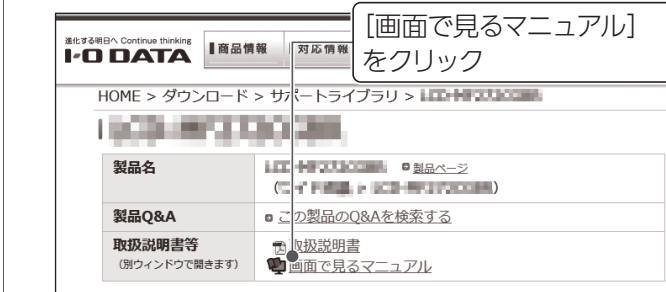 [画面で見るマニュアル]
をクリック
進化する明日へ Continue thinking
I-O DATA
商品情報
対応情報
HOME > ダウンロード > サポートライブラリ >
製品名
製品ページ
製品Q&A
この製品のQ&Aを検索する
取扱説明書等
取扱説明書
(別ウィンドウで開きます)
画面で見るマニュアル